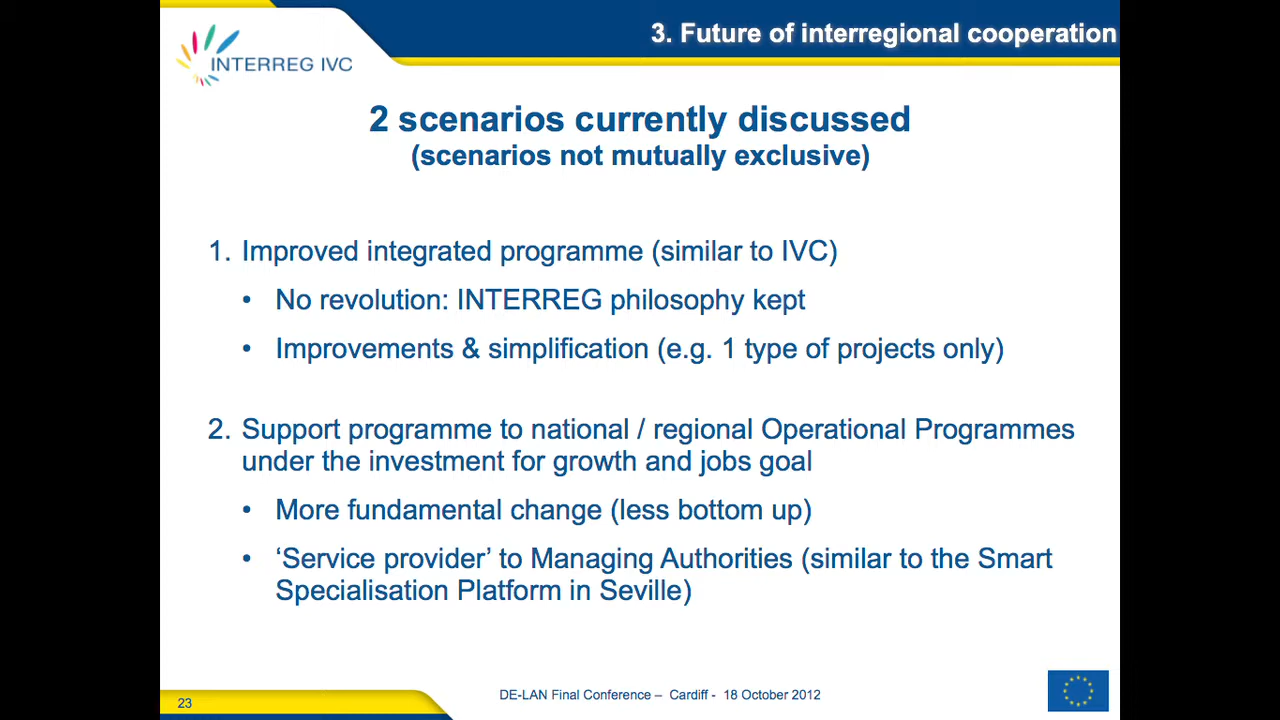 3. Future of interregional cooperation
INTERREG IVC
2 scenarios currently discussed
(scenarios not mutually exclusive)
1. Improved integrated programme (similar to IVC)
• No revolution: INTERREG philosophy kept
• Improvements & simplification (e.g. 1 type of projects only)
2. Support programme to national / regional Operational Programmes
under the investment for growth and jobs goal
• More fundamental change (less bottom up)
• ‘Service provider’ to Managing Authorities (similar to the Smart
Specialisation Platform in Seville)
23
DE-LAN Final Conference – Cardiff - 18 October 2012